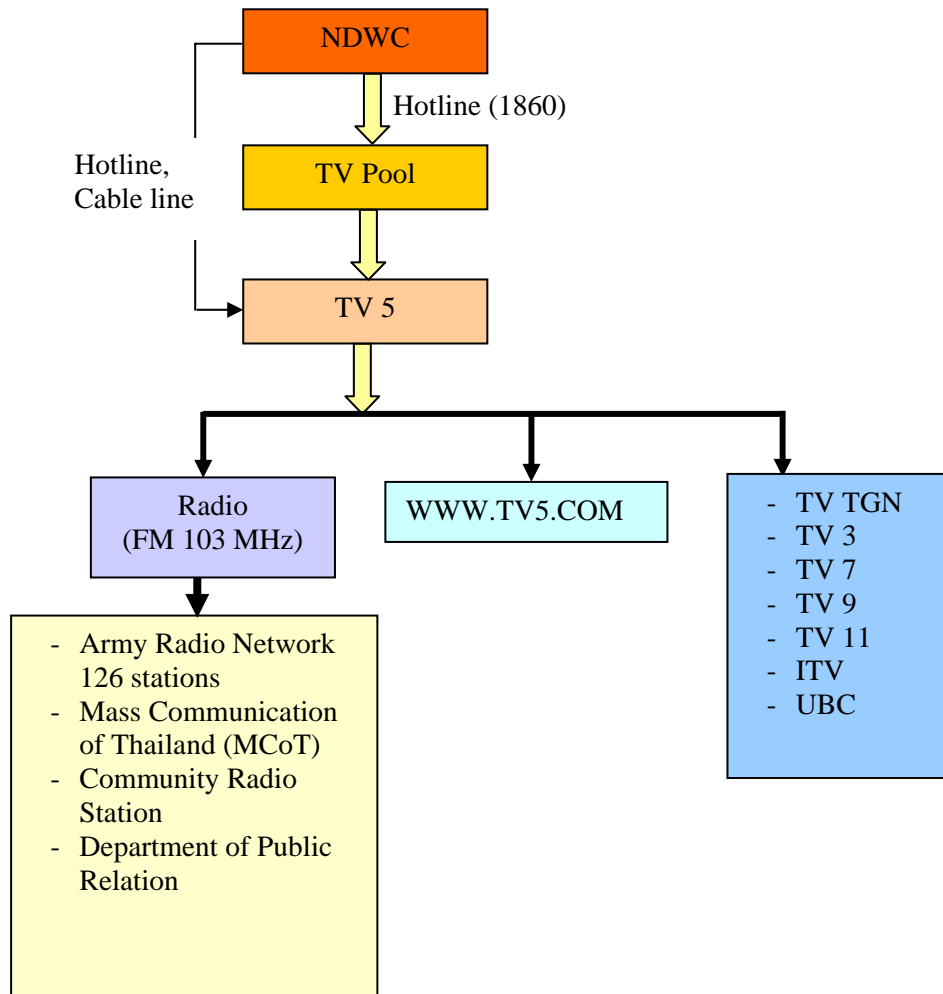 NDWC
Hotline (1860)
Hotline,
Cable line
TV Pool
TV 5
Radio
(FM 103 MHz)
WWW.TV5.COM
- TV TGN
- TV 3
- TV 7
- TV 9
- TV 11
- ITV
- UBC
- Army Radio Network
126 stations
- Mass Communication
of Thailand (MCoT)
- Community Radio
Station
- Department of Public
Relation